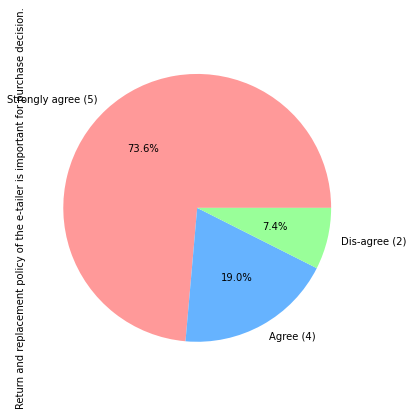 Return and replacement policy of the e-tailer is important for purchase decision.
Strongly agree (5)
73.6%
7.4%
Dis-agree (2)
19.0%
Agree (4)